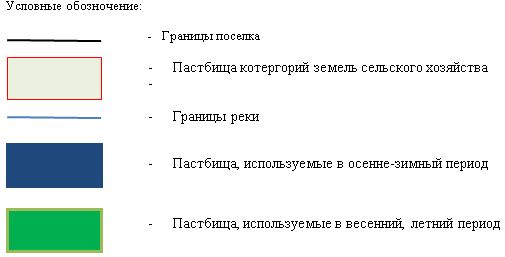 Условные обозначение:
- Границы поселка
- Пастбища котергорий земель сельского хозяйства
-
- Границы реки
- Пастбища, используемые в осенне-зимный период
- Пастбища, используемые в весенний, летний период